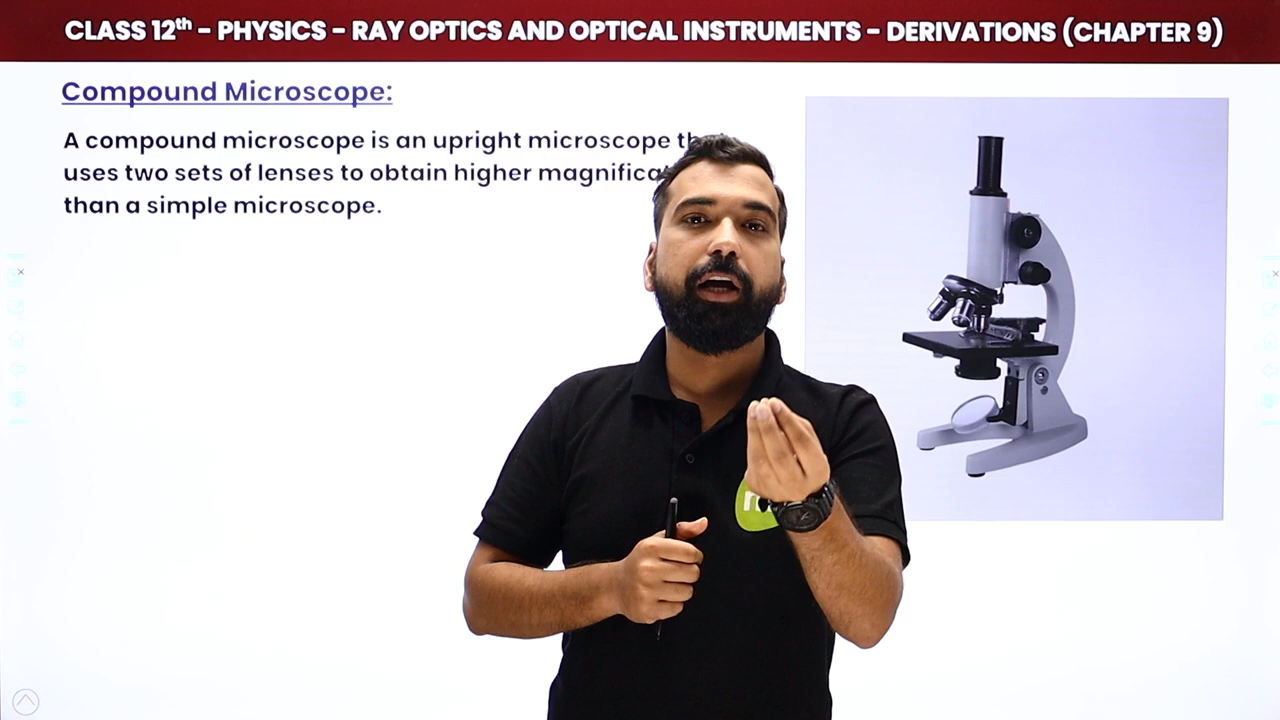 CLASS 12th - PHYSICS - RAY OPTICS AND OPTICAL INSTRUMENTS - DERIVATIONS (CHAPTER 9)
Compound Microscope:
A compound microscope is an upright microscope
uses two sets of lenses to obtain higher
than a simple microscope.